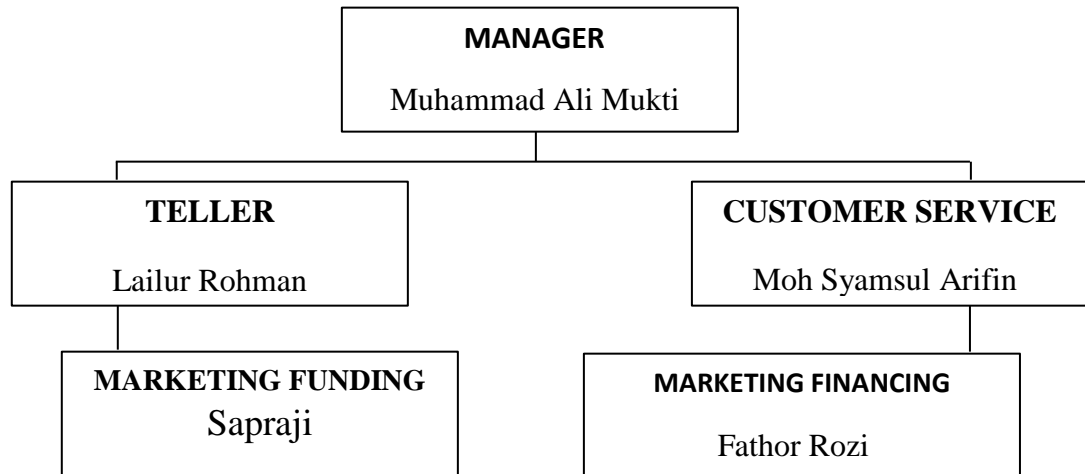 MANAGER
Muhammad Ali Mukti
TELLER
Lailur Rohman
CUSTOMER SERVICE
Moh Syamsul Arifin
MARKETING FUNDING
Sapraji
MARKETING FINANCING
Fathor Rozi